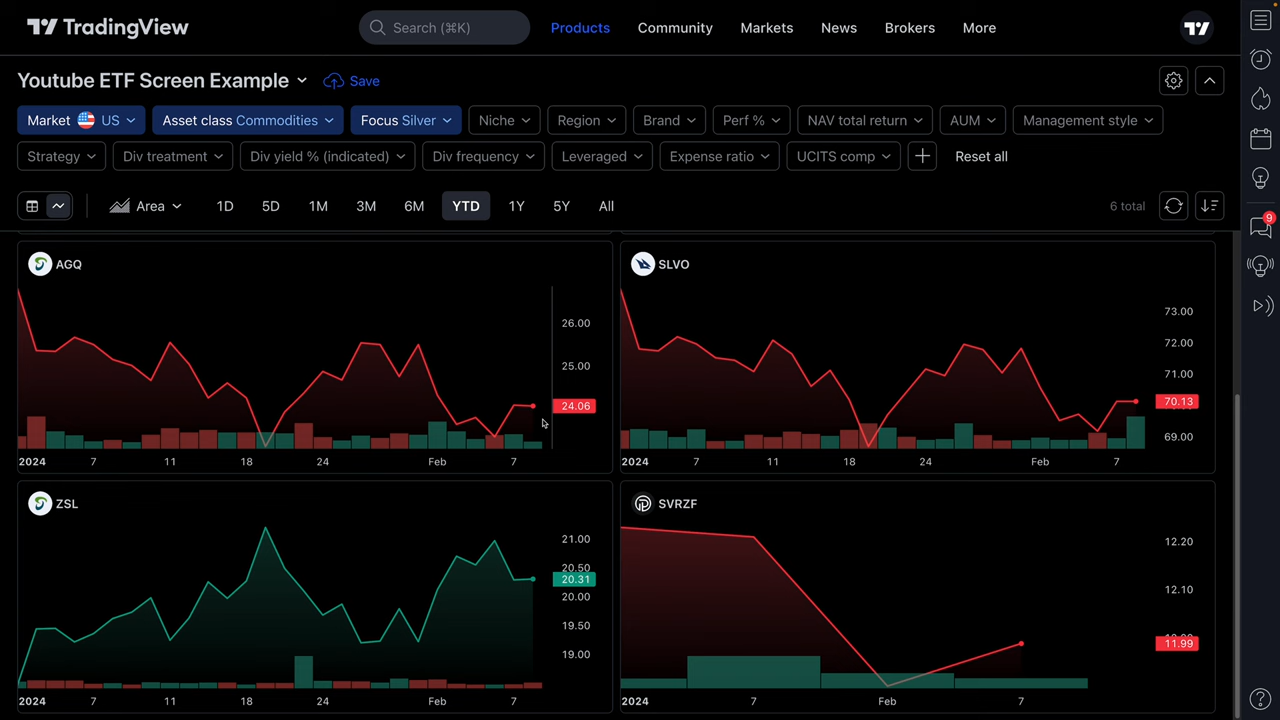 TradingView
Search (⌘K)
Products
Community
Markets
News
Brokers
More
Youtube ETF Screen Example
Save
Market US
Asset class Commodities
Focus Silver
Niche
Region
Brand
Perf %
NAV total return
AUM
Management style
Strategy
Div treatment
Div yield % (indicated)
Div frequency
Leveraged
Expense ratio
UCITS comp
Reset all
Area
1D
5D
1M
3M
6M
YTD
1Y
5Y
All
6 total
9
AGQ
26.00
25.00
24.06
2024
7
11
18
24
Feb
7
SLVO
73.00
72.00
71.00
70.13
69.00
2024
7
11
18
24
Feb
7
ZSL
21.00
20.50
20.31
20.00
19.50
19.00
2024
7
11
18
24
Feb
7
SVRZF
12.20
12.10
11.99
2024
7
Feb
7